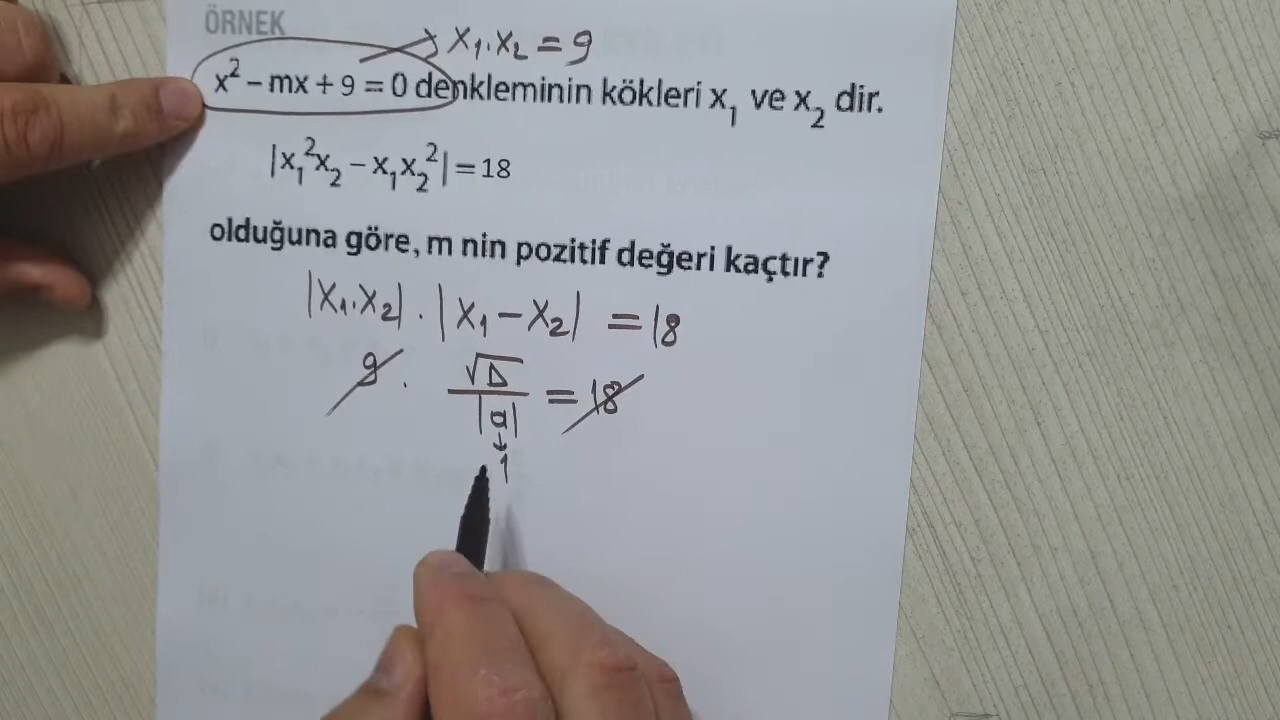 ÖRNEK
x₁.x₂ = 9
x² – mx + 9 = 0 denkleminin kökleri x₁ ve x₂ dir.
|x₁²x₂ – x₁x₂²| = 18
olduğuna göre, m nin pozitif değeri kaçtır?
|x₁.x₂| . |x₁ – x₂| = 18
9 . √Δ / |a| = 18
↓
1